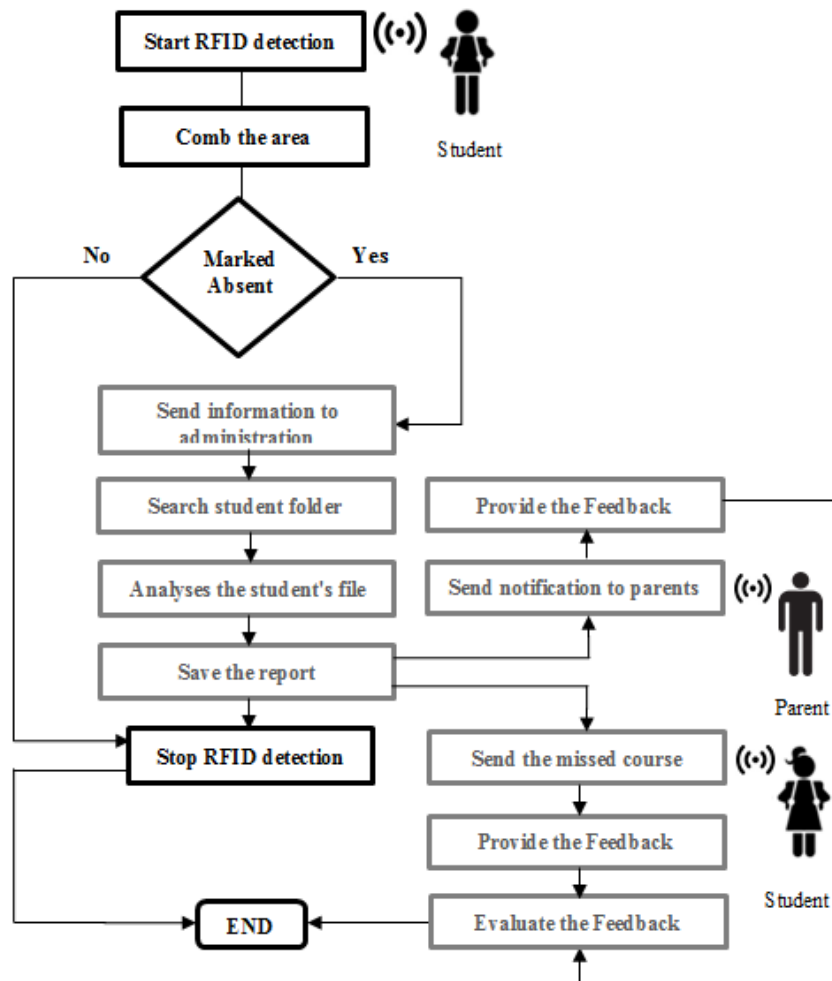 Start RFID detection
Comb the area
Student
No
Yes
Marked
Absent
Send information to
administration
Search student folder
Provide the Feedback
Analyses the student's file
Send notification to parents
Save the report
Parent
Stop RFID detection
Send the missed course
Provide the Feedback
Student
END
Evaluate the Feedback